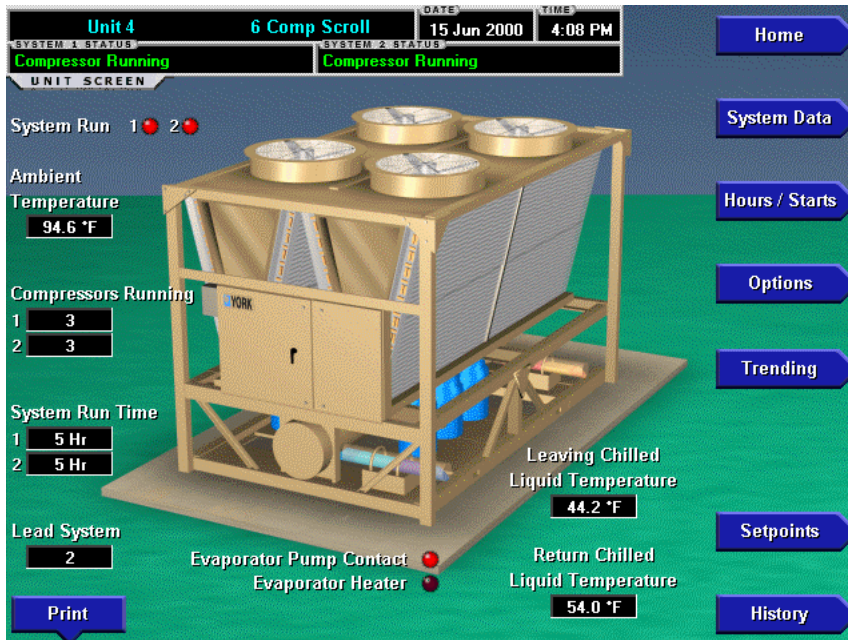 Unit 4 6 Comp Scroll
DATE
15 Jun 2000
TIME
4:08 PM
SYSTEM 1 STATUS
Compressor Running
SYSTEM 2 STATUS
Compressor Running
UNIT SCREEN
System Run 1 2
Ambient
Temperature
94.6 °F
Compressors Running
1 3
2 3
System Run Time
1 5 Hr
2 5 Hr
Lead System
2
Print
YORK
Evaporator Pump Contact
Evaporator Heater
Leaving Chilled
Liquid Temperature
44.2 °F
Return Chilled
Liquid Temperature
54.0 °F
Home
System Data
Hours / Starts
Options
Trending
Setpoints
History